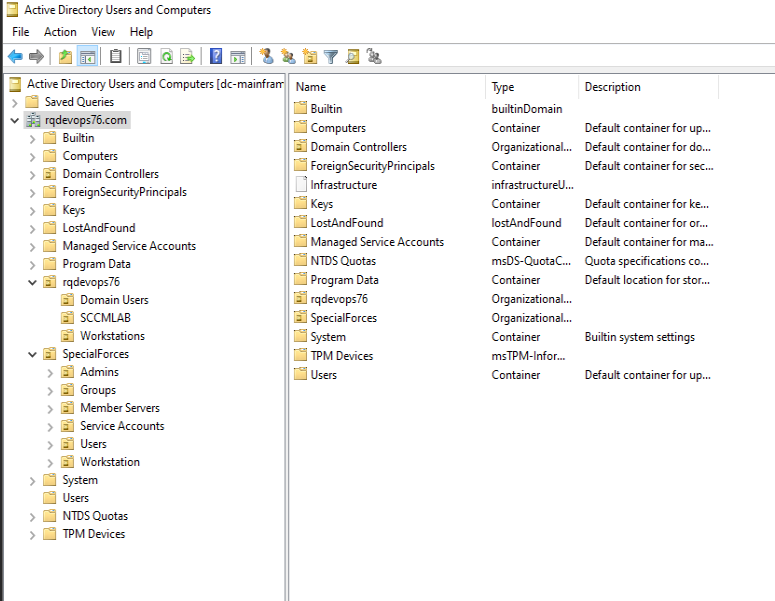 Active Directory Users and Computers
File Action View Help
Active Directory Users and Computers [dc-mainfram
Saved Queries
rqdevops76.com
Builtin
Computers
Domain Controllers
ForeignSecurityPrincipals
Keys
LostAndFound
Managed Service Accounts
Program Data
rqdevops76
Domain Users
SCCMLAB
Workstations
SpecialForces
Admins
Groups
Member Servers
Service Accounts
Users
Workstation
System
Users
NTDS Quotas
TPM Devices
Name Type Description
Builtin builtinDomain
Computers Container Default container for up...
Domain Controllers Organizational... Default container for do...
ForeignSecurityPrincipals Container Default container for sec...
Infrastructure infrastructureU...
Keys Container Default container for ke...
LostAndFound lostAndFound Default container for or...
Managed Service Accounts Container Default container for ma...
NTDS Quotas msDS-QuotaC... Quota specifications co...
Program Data Container Default location for stor...
rqdevops76 Organizational...
SpecialForces Organizational...
System Container Builtin system settings
TPM Devices msTPM-Infor...
Users Container Default container for up...